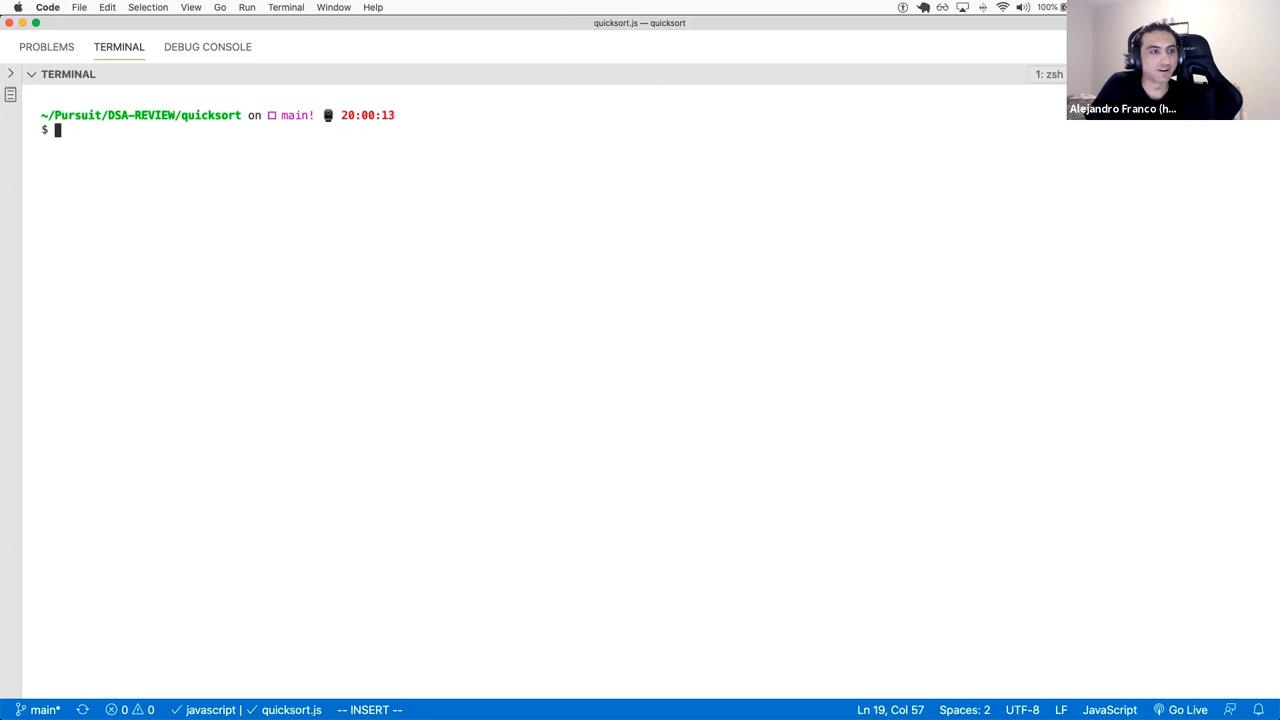 Code File Edit Selection View Go Run Terminal Window Help 100%
quicksort.js — quicksort
PROBLEMS TERMINAL DEBUG CONSOLE
TERMINAL 1: zsh
Alejandro Franco (h...
~/Pursuit/DSA-REVIEW/quicksort on main! 20:00:13
$
main* 0 0 javascript | quicksort.js -- INSERT -- Ln 19, Col 57 Spaces: 2 UTF-8 LF JavaScript Go Live